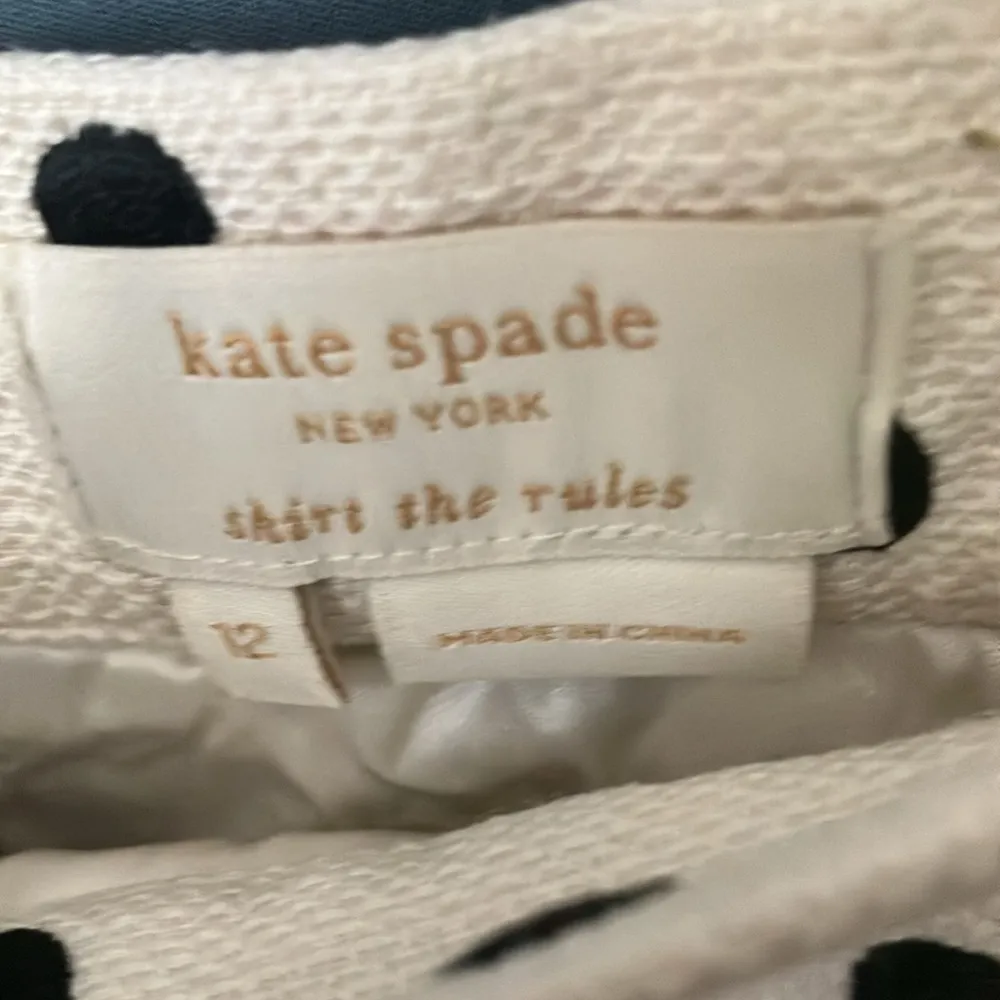 kate spade
NEW YORK
skirt the rules
12
MADE IN CHINA